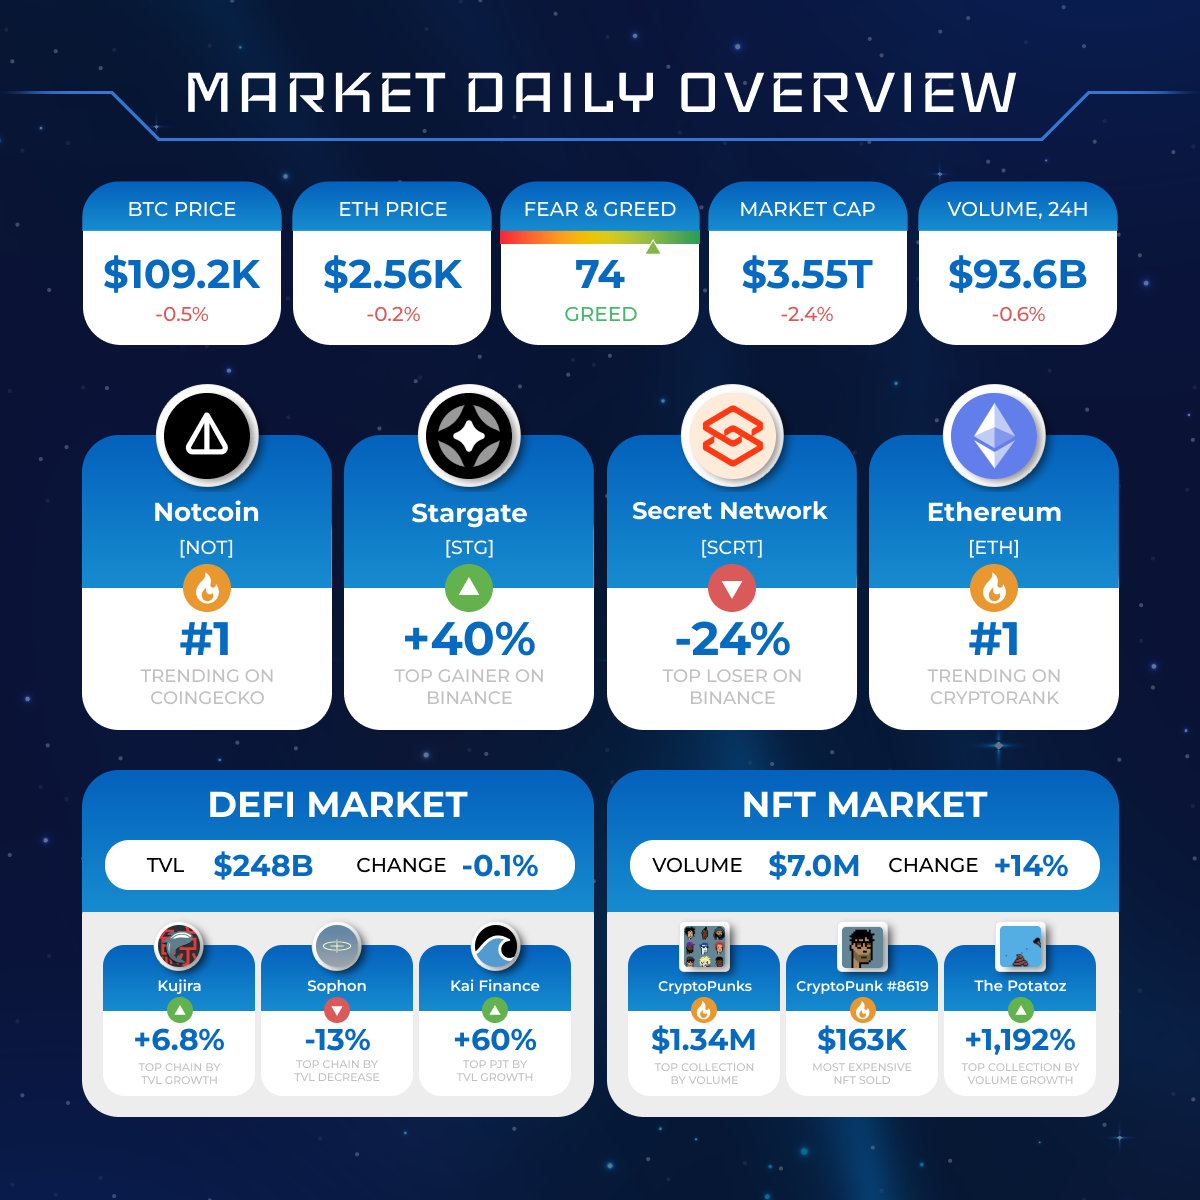 MARKET DAILY OVERVIEW
BTC PRICE
$109.2K
-0.5%
ETH PRICE
$2.56K
-0.2%
FEAR & GREED
74
GREED
MARKET CAP
$3.55T
-2.4%
VOLUME, 24H
$93.6B
-0.6%
Notcoin
[NOT]
#1
TRENDING ON
COINGECKO
Stargate
[STG]
+40%
TOP GAINER ON
BINANCE
Secret Network
[SCRT]
-24%
TOP LOSER ON
BINANCE
Ethereum
[ETH]
#1
TRENDING ON
CRYPTORANK
DEFI MARKET
TVL $248B CHANGE -0.1%
Kujira
+6.8%
TOP CHAIN BY
TVL GROWTH
Sophon
-13%
TOP CHAIN BY
TVL DECREASE
Kai Finance
+60%
TOP PJT BY
TVL GROWTH
NFT MARKET
VOLUME $7.0M CHANGE +14%
CryptoPunks
$1.34M
TOP COLLECTION
BY VOLUME
CryptoPunk #8619
$163K
MOST EXPENSIVE
NFT SOLD
The Potatoz
+1,192%
TOP COLLECTION BY
VOLUME GROWTH